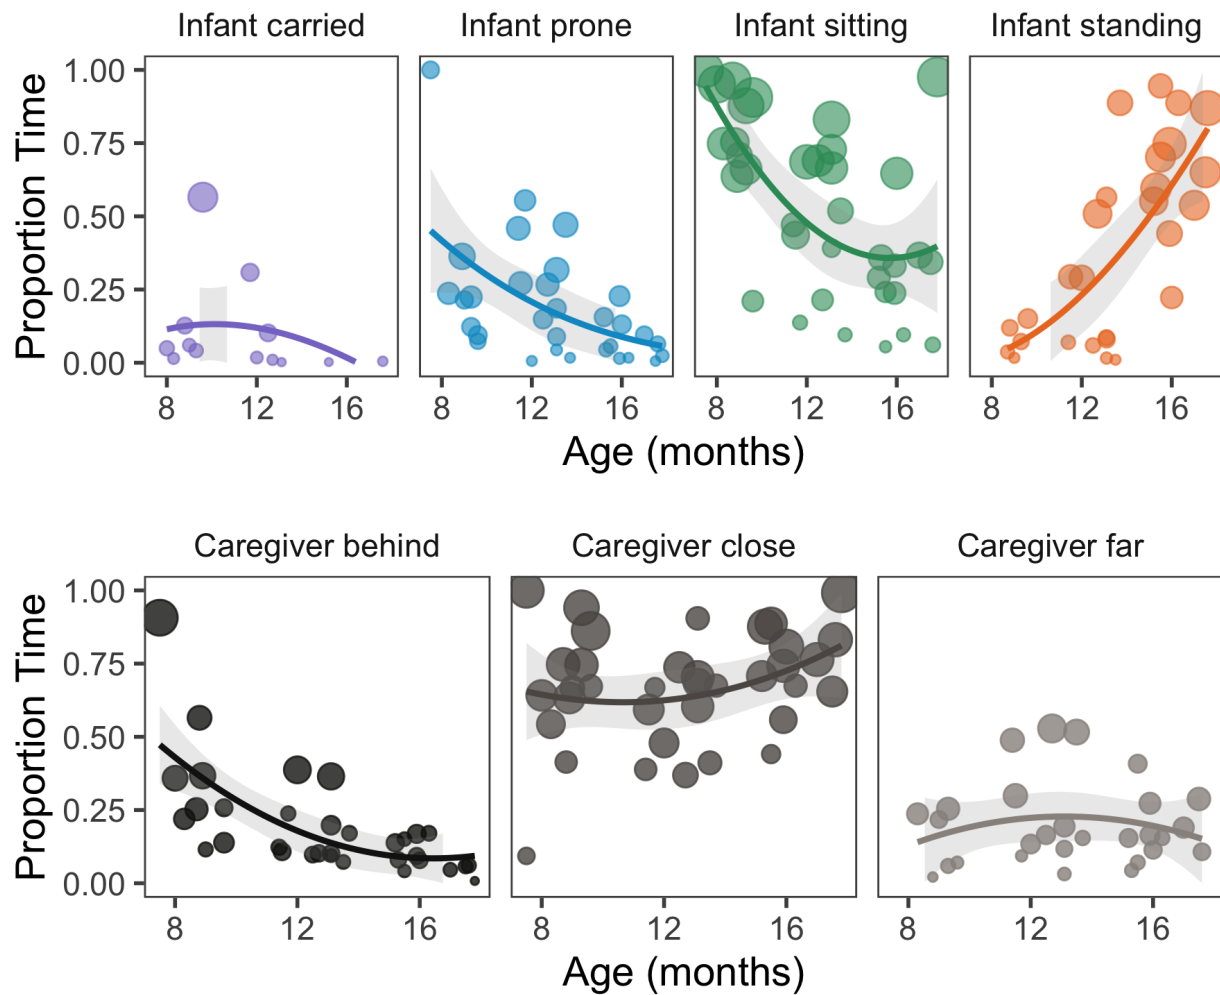 Infant carried Infant prone Infant sitting Infant standing
Proportion Time
1.00
0.75
0.50
0.25
0.00
8 12 16 8 12 16 8 12 16 8 12 16
Age (months)
Caregiver behind Caregiver close Caregiver far
Proportion Time
1.00
0.75
0.50
0.25
0.00
8 12 16 8 12 16 8 12 16
Age (months)